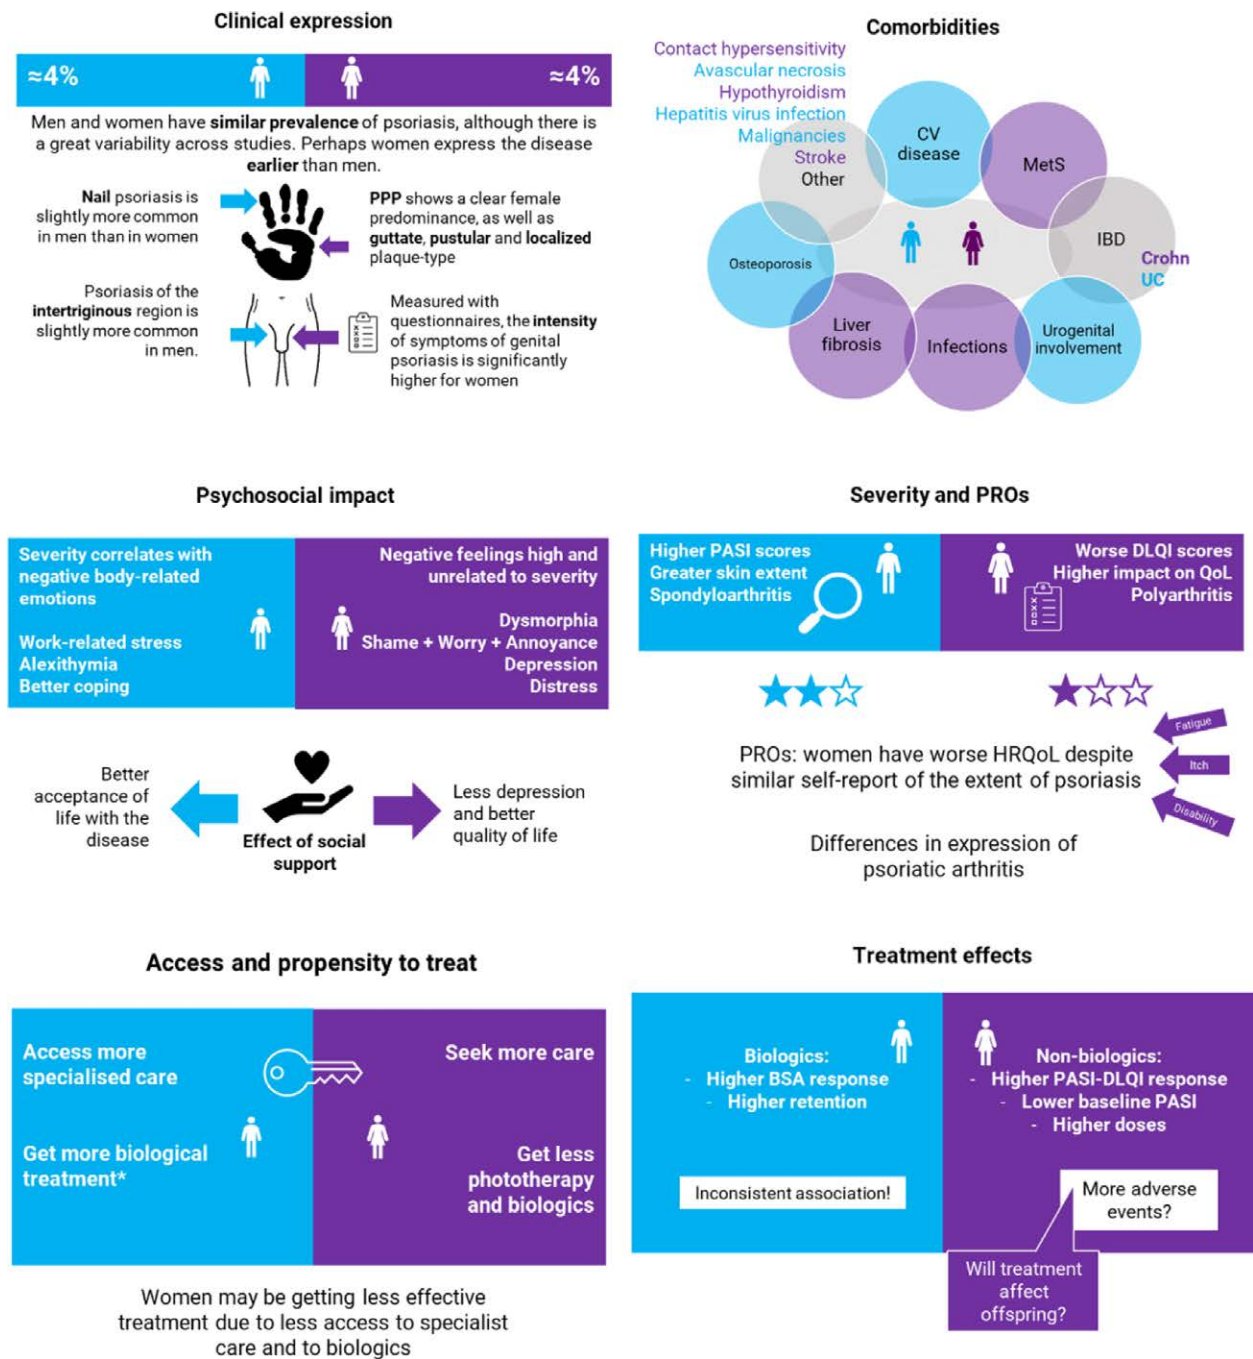 Clinical expression
≈4%
≈4%
Men and women have similar prevalence of psoriasis, although there is
a great variability across studies. Perhaps women express the disease
earlier than men.
Nail psoriasis is
slightly more common
in men than in women
PPP shows a clear female
predominance, as well as
guttate, pustular and localized
plaque-type
Psoriasis of the
intertriginous region is
slightly more common
in men.
Measured with
questionnaires, the intensity
of symptoms of genital
psoriasis is significantly
higher for women
Comorbidities
Contact hypersensitivity
Avascular necrosis
Hypothyroidism
Hepatitis virus infection
Malignancies
Stroke
Other
CV
disease
MetS
IBD
Crohn
UC
Osteoporosis
Liver
fibrosis
Infections
Urogenital
involvement
Psychosocial impact
Severity correlates with
negative body-related
emotions
Work-related stress
Alexithymia
Better coping
Negative feelings high and
unrelated to severity
Dysmorphia
Shame + Worry + Annoyance
Depression
Distress
Better
acceptance of
life with the
disease
Effect of social
support
Less depression
and better
quality of life
Severity and PROs
Higher PASI scores
Greater skin extent
Spondyloarthritis
Worse DLQI scores
Higher impact on QoL
Polyarthritis
Fatigue
Itch
Disability
PROs: women have worse HRQoL despite
similar self-report of the extent of psoriasis
Differences in expression of
psoriatic arthritis
Access and propensity to treat
Access more
specialised care
Get more biological
treatment*
Seek more care
Get less
phototherapy
and biologics
Women may be getting less effective
treatment due to less access to specialist
care and to biologics
Treatment effects
Biologics:
- Higher BSA response
- Higher retention
Inconsistent association!
Non-biologics:
- Higher PASI-DLQI response
- Lower baseline PASI
- Higher doses
More adverse
events?
Will treatment
affect
offspring?